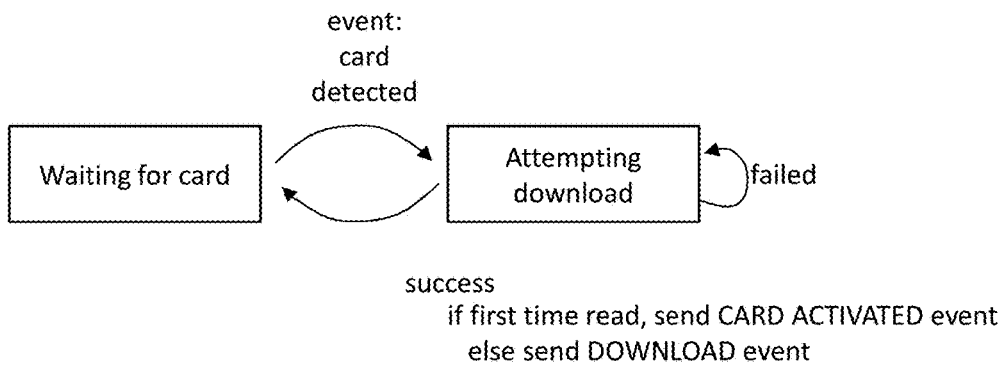 event:
card
detected
Waiting for card
Attempting
download
failed
success
if first time read, send CARD ACTIVATED event
else send DOWNLOAD event